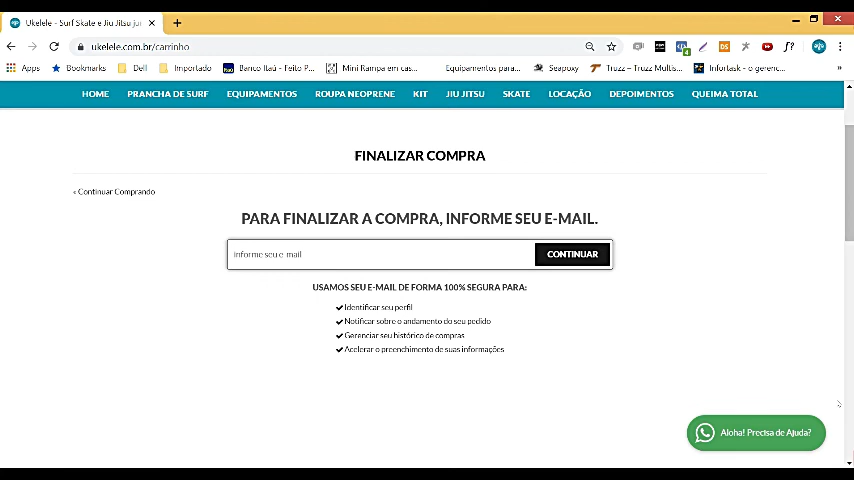 Ukelele - Surf Skate e Jiu Jitsu ju
ukelele.com.br/carrinho
Apps Bookmarks Dell Importado Banco Itaú - Feito P... Mini Rampa em cas... Equipamentos para... Seapoxy Truzz – Truzz Multis... Infortask - o gerenc... »
HOME PRANCHA DE SURF EQUIPAMENTOS ROUPA NEOPRENE KIT JIU JITSU SKATE LOCAÇÃO DEPOIMENTOS QUEIMA TOTAL
FINALIZAR COMPRA
« Continuar Comprando
PARA FINALIZAR A COMPRA, INFORME SEU E-MAIL.
Informe seu e-mail CONTINUAR
USAMOS SEU E-MAIL DE FORMA 100% SEGURA PARA:
Identificar seu perfil
Notificar sobre o andamento do seu pedido
Gerenciar seu histórico de compras
Acelerar o preenchimento de suas informações
Aloha! Precisa de Ajuda?